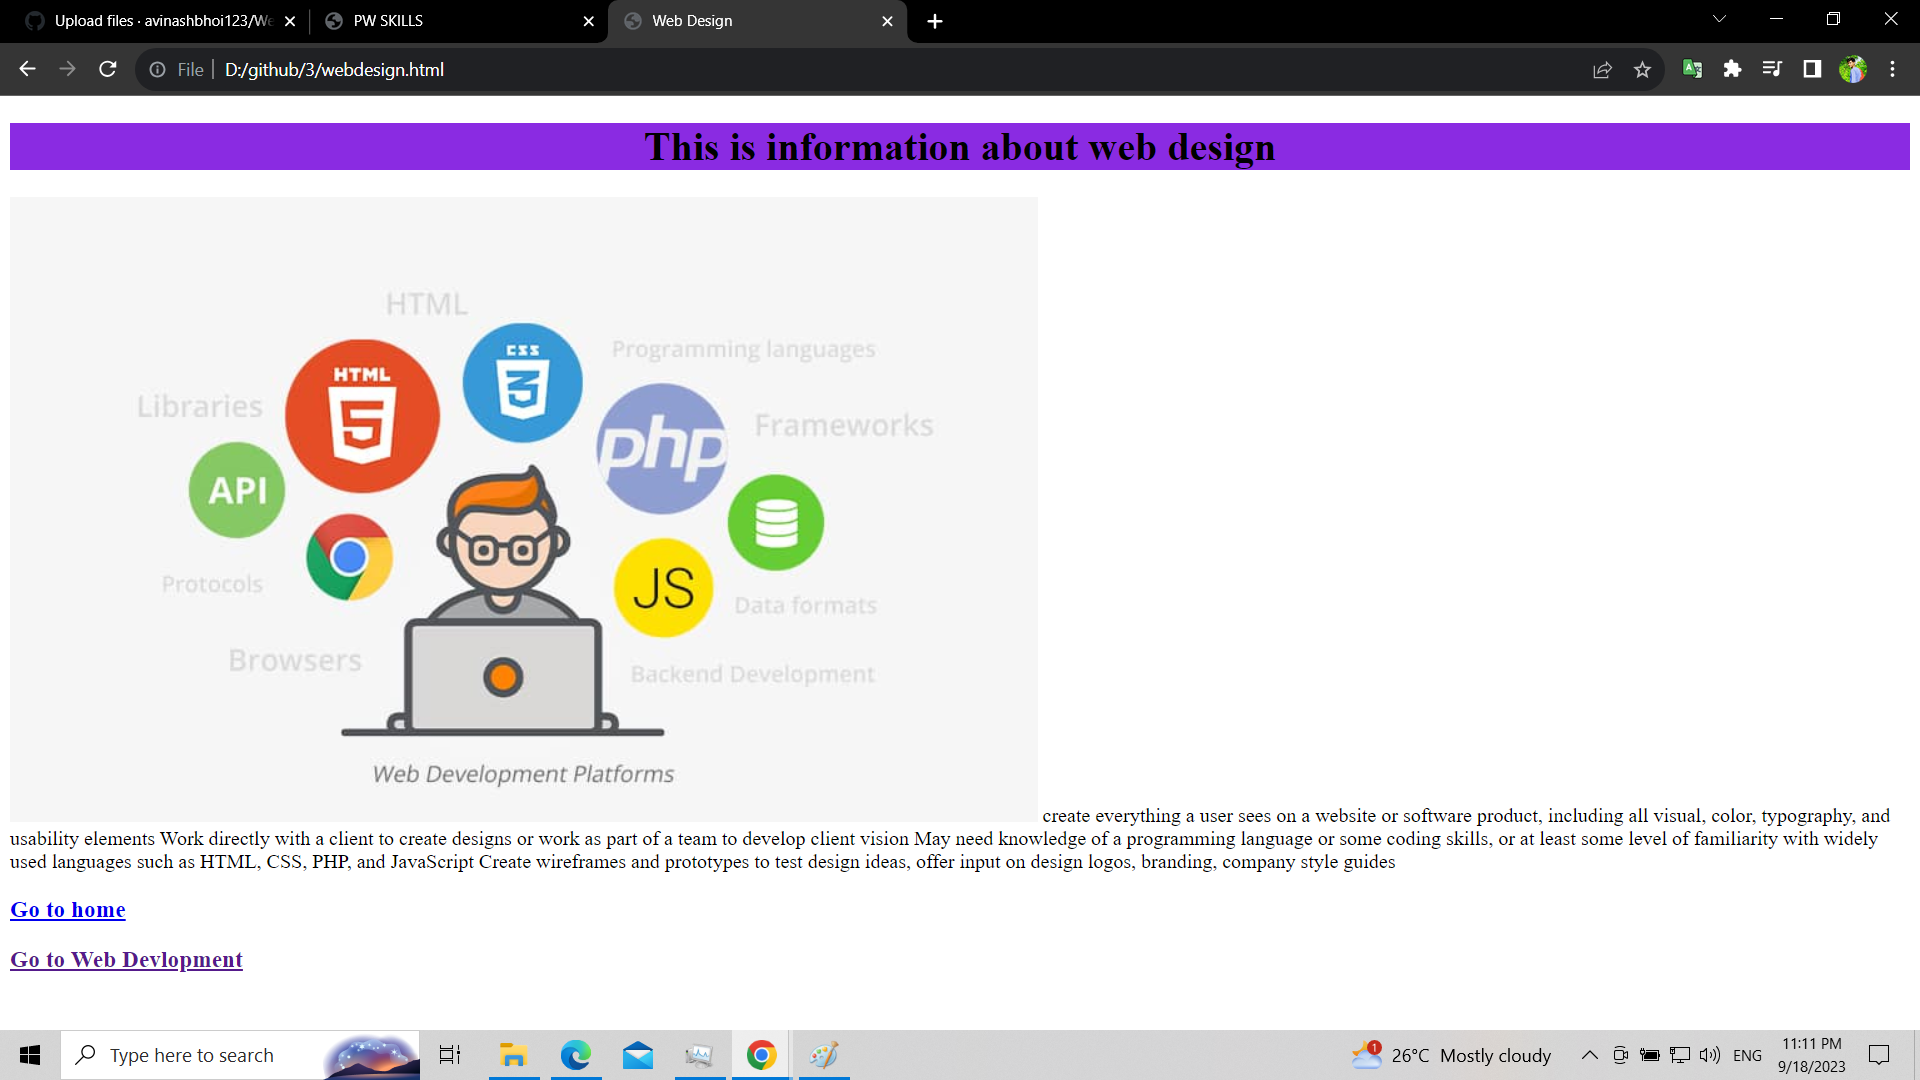 Upload files · avinashbhoi123/We
PW SKILLS
Web Design
File
D:/github/3/webdesign.html
This is information about web design
HTML
CSS
Programming languages
HTML
Libraries
php
Frameworks
API
JS
Protocols
Data formats
Browsers
Backend Development
Web Development Platforms
create everything a user sees on a website or software product, including all visual, color, typography, and
usability elements Work directly with a client to create designs or work as part of a team to develop client vision May need knowledge of a programming language or some coding skills, or at least some level of familiarity with widely
used languages such as HTML, CSS, PHP, and JavaScript Create wireframes and prototypes to test design ideas, offer input on design logos, branding, company style guides
Go to home
Go to Web Devlopment
Type here to search
1
26°C Mostly cloudy
ENG
11:11 PM
9/18/2023